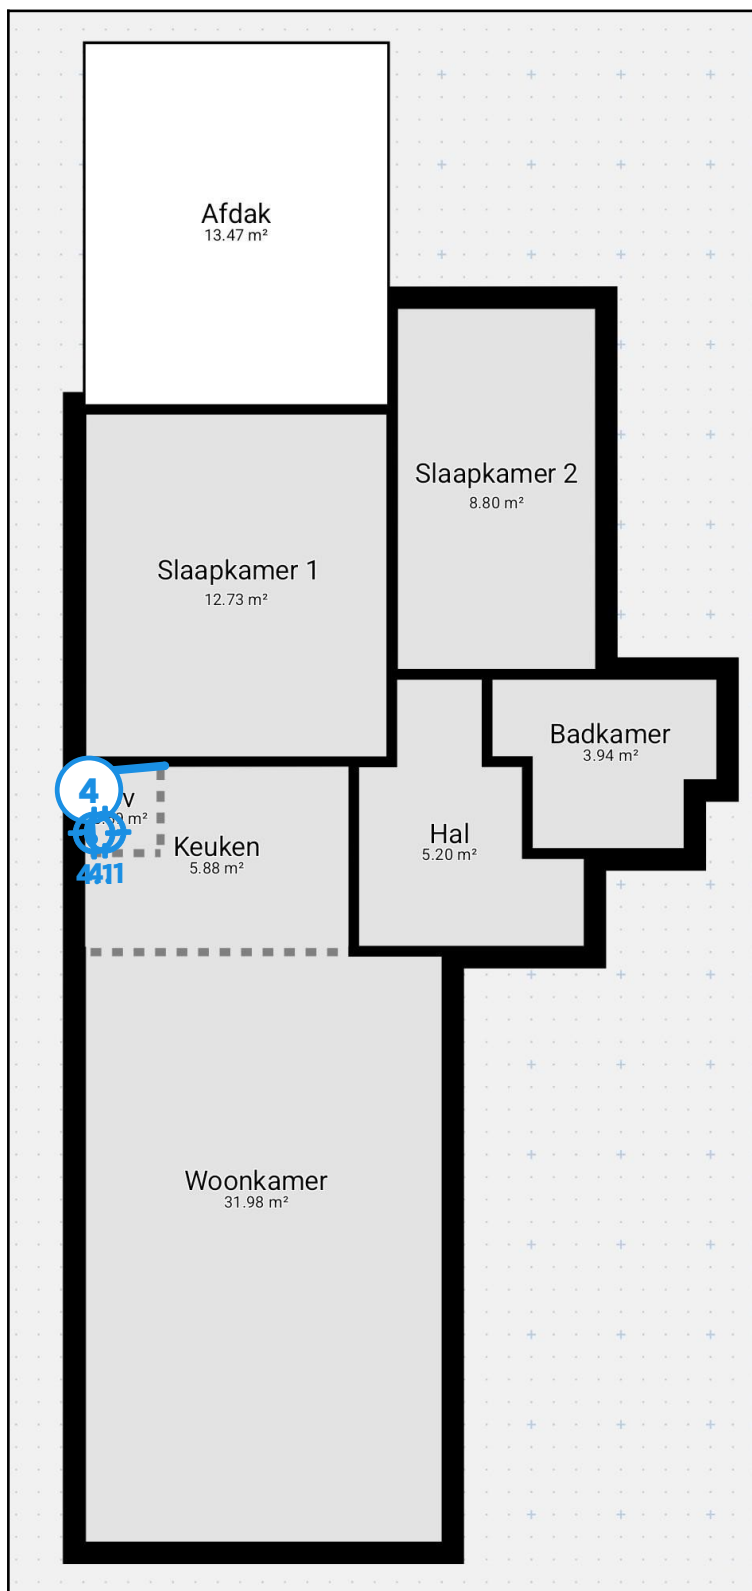 Afdak
13.47 m²
Slaapkamer 2
8.80 m²
Slaapkamer 1
12.73 m²
Badkamer
3.94 m²
4
Hal
5.20 m²
Keuken
5.88 m²
Woonkamer
31.98 m²